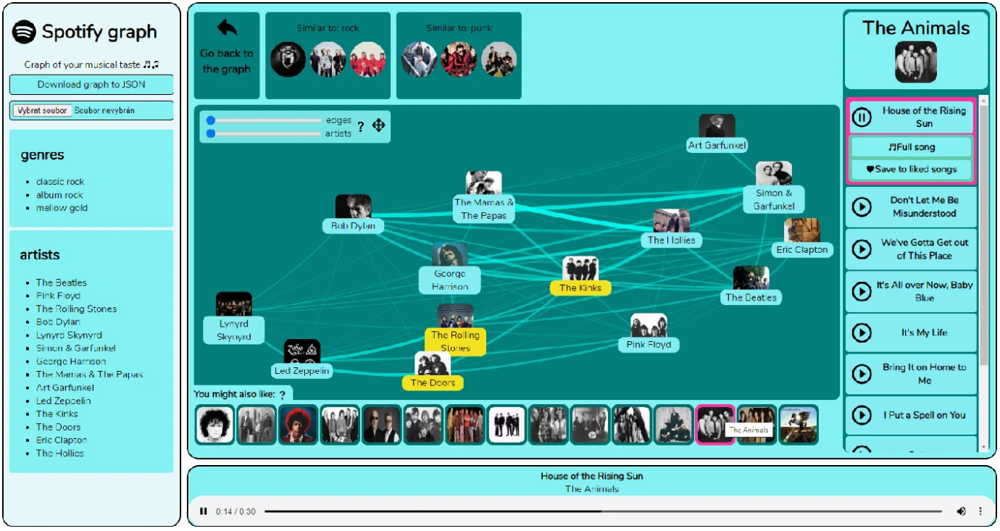 Spotify graph
Graph of your musical taste 🎵🎶
Download graph to JSON
Vybrat soubor Soubor nevybrán
genres
classic rock
album rock
mellow gold
artists
The Beatles
Pink Floyd
The Rolling Stones
Bob Dylan
Lynyrd Skynyrd
Simon & Garfunkel
George Harrison
The Mamas & The Papas
Art Garfunkel
Led Zeppelin
The Kinks
The Doors
Eric Clapton
The Hollies
Go back to
the graph
Similar to: rock
Similar to: punk
edges
artists
?
Art Garfunkel
Simon &
Garfunkel
The Mamas &
The Papas
Bob Dylan
The Hollies
Eric Clapton
George
Harrison
The Kinks
The Beatles
Lynyrd
Skynyrd
The Rolling
Stones
Pink Floyd
Led Zeppelin
The Doors
You might also like: ?
The Animals
The Animals
House of the Rising
Sun
🎵Full song
♥Save to liked songs
Don't Let Me Be
Misunderstood
We've Gotta Get out
of This Place
It's All over Now, Baby
Blue
It's My Life
Bring It on Home to
Me
I Put a Spell on You
House of the Rising Sun
The Animals
0:14 / 0:30